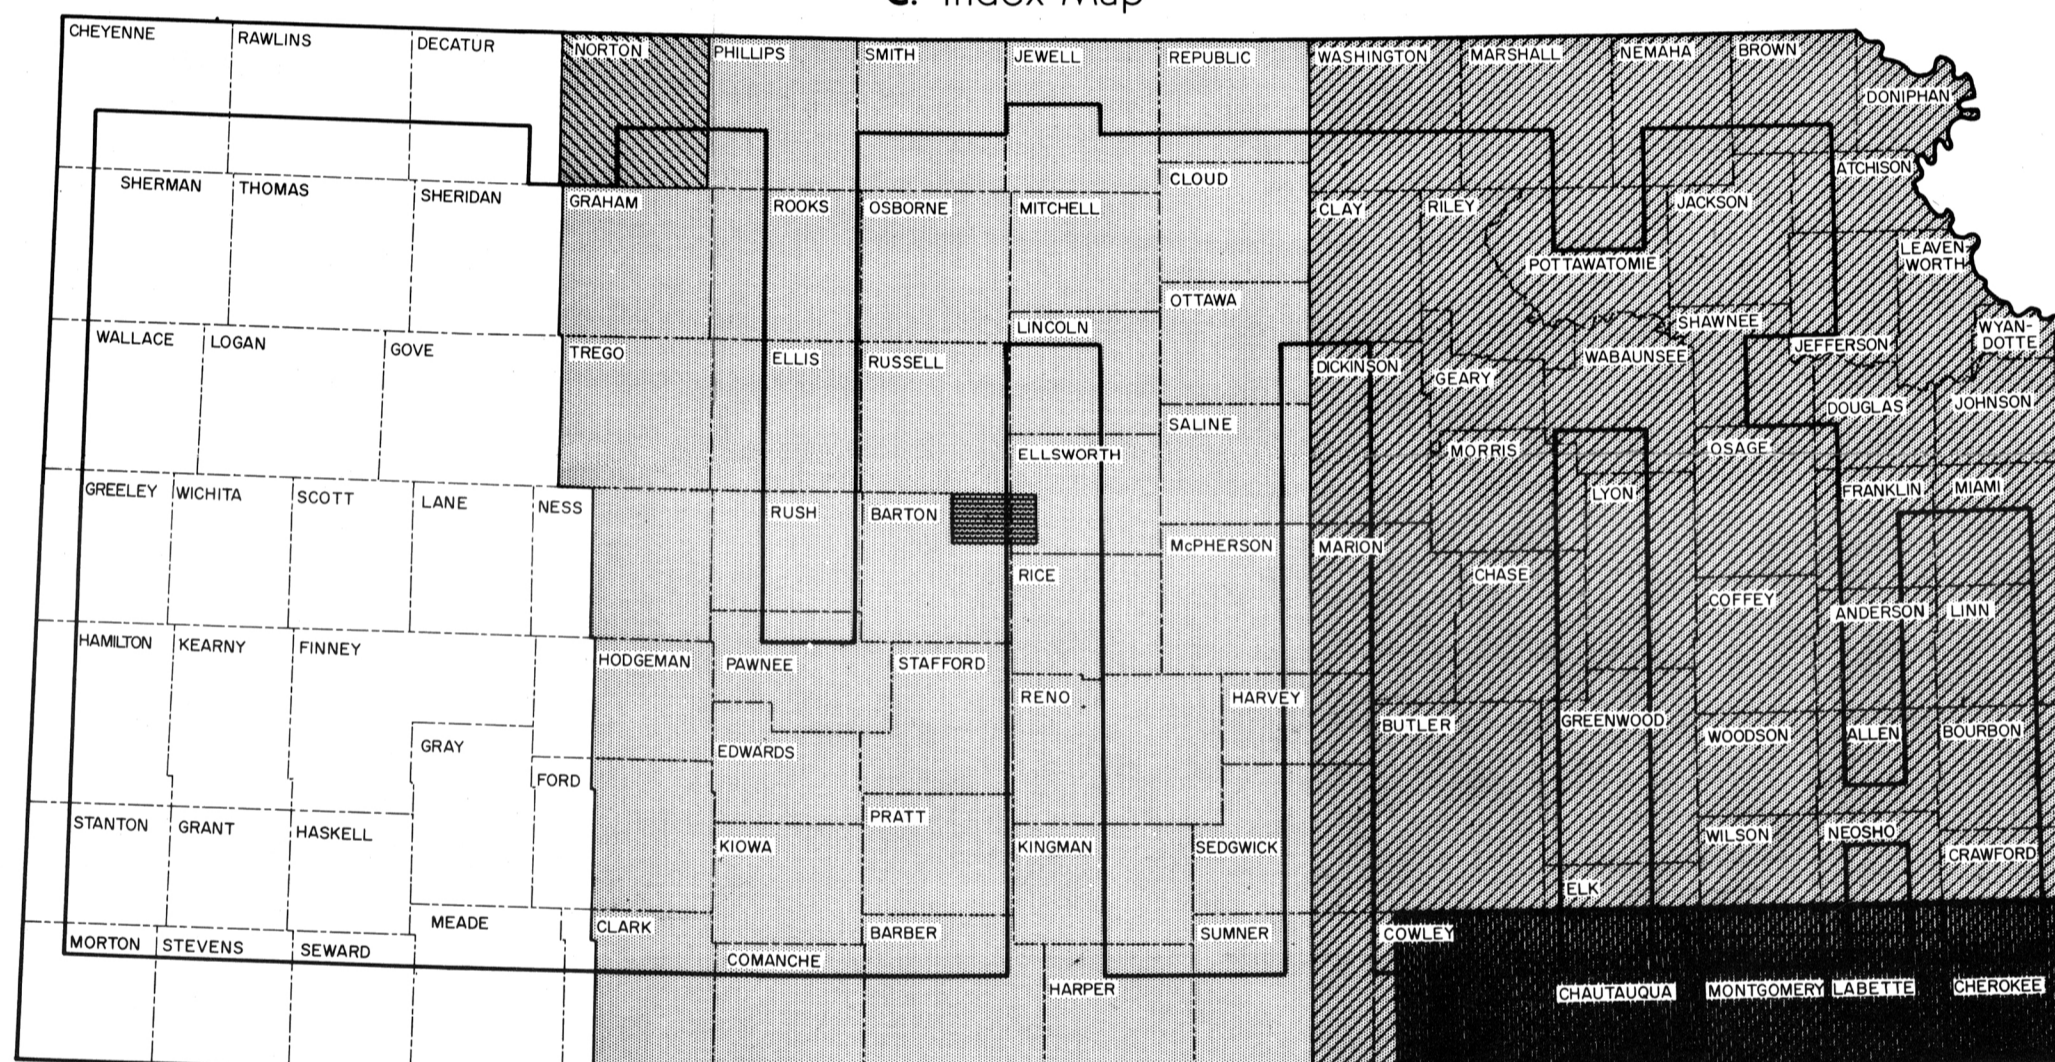 C. Index Map
CHEYENNE
RAWLINS
DECATUR
NORTON
PHILLIPS
SMITH
JEWELL
REPUBLIC
WASHINGTON
MARSHALL
NEMAHA
BROWN
DONIPHAN
SHERMAN
THOMAS
SHERIDAN
GRAHAM
ROOKS
OSBORNE
MITCHELL
CLOUD
CLAY
RILEY
POTTAWATOMIE
JACKSON
ATCHISON
LEAVEN-
WORTH
WALLACE
LOGAN
GOVE
TREGO
ELLIS
RUSSELL
LINCOLN
OTTAWA
DICKINSON
GEARY
WABAUNSEE
SHAWNEE
JEFFERSON
WYAN-
DOTTE
SALINE
ELLSWORTH
MORRIS
OSAGE
DOUGLAS
JOHNSON
GREELEY
WICHITA
SCOTT
LANE
NESS
RUSH
BARTON
RICE
McPHERSON
MARION
CHASE
LYON
FRANKLIN
MIAMI
COFFEY
ANDERSON
LINN
HAMILTON
KEARNY
FINNEY
HODGEMAN
PAWNEE
STAFFORD
RENO
HARVEY
BUTLER
GREENWOOD
WOODSON
ALLEN
BOURBON
GRAY
FORD
EDWARDS
PRATT
STANTON
GRANT
HASKELL
KIOWA
KINGMAN
SEDGWICK
ELK
WILSON
NEOSHO
CRAWFORD
MORTON
STEVENS
SEWARD
MEADE
CLARK
COMANCHE
BARBER
HARPER
SUMNER
COWLEY
CHAUTAUQUA
MONTGOMERY
LABETTE
CHEROKEE